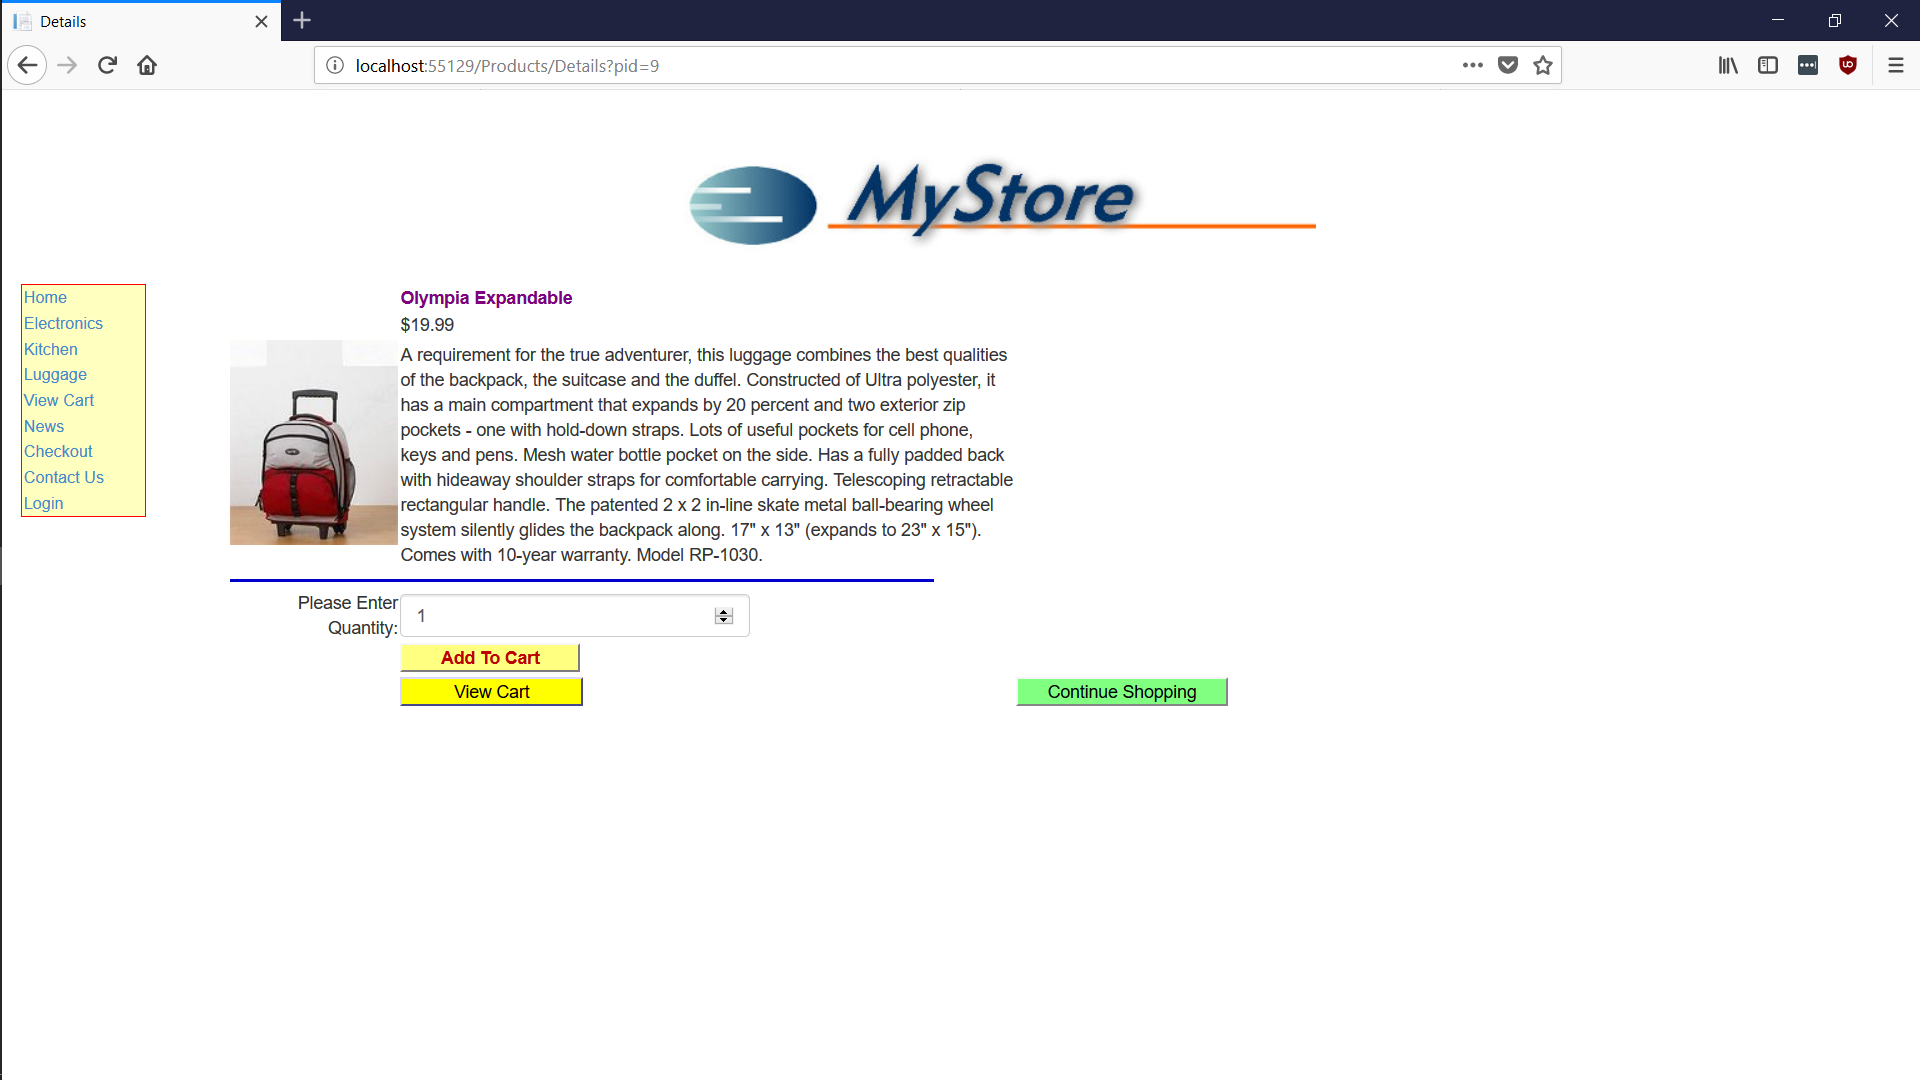 Details
localhost:55129/Products/Details?pid=9
MyStore
Home
Electronics
Kitchen
Luggage
View Cart
News
Checkout
Contact Us
Login
Olympia Expandable
$19.99
A requirement for the true adventurer, this luggage combines the best qualities
of the backpack, the suitcase and the duffel. Constructed of Ultra polyester, it
has a main compartment that expands by 20 percent and two exterior zip
pockets - one with hold-down straps. Lots of useful pockets for cell phone,
keys and pens. Mesh water bottle pocket on the side. Has a fully padded back
with hideaway shoulder straps for comfortable carrying. Telescoping retractable
rectangular handle. The patented 2 x 2 in-line skate metal ball-bearing wheel
system silently glides the backpack along. 17" x 13" (expands to 23" x 15").
Comes with 10-year warranty. Model RP-1030.
Please Enter
Quantity:
1
Add To Cart
View Cart
Continue Shopping